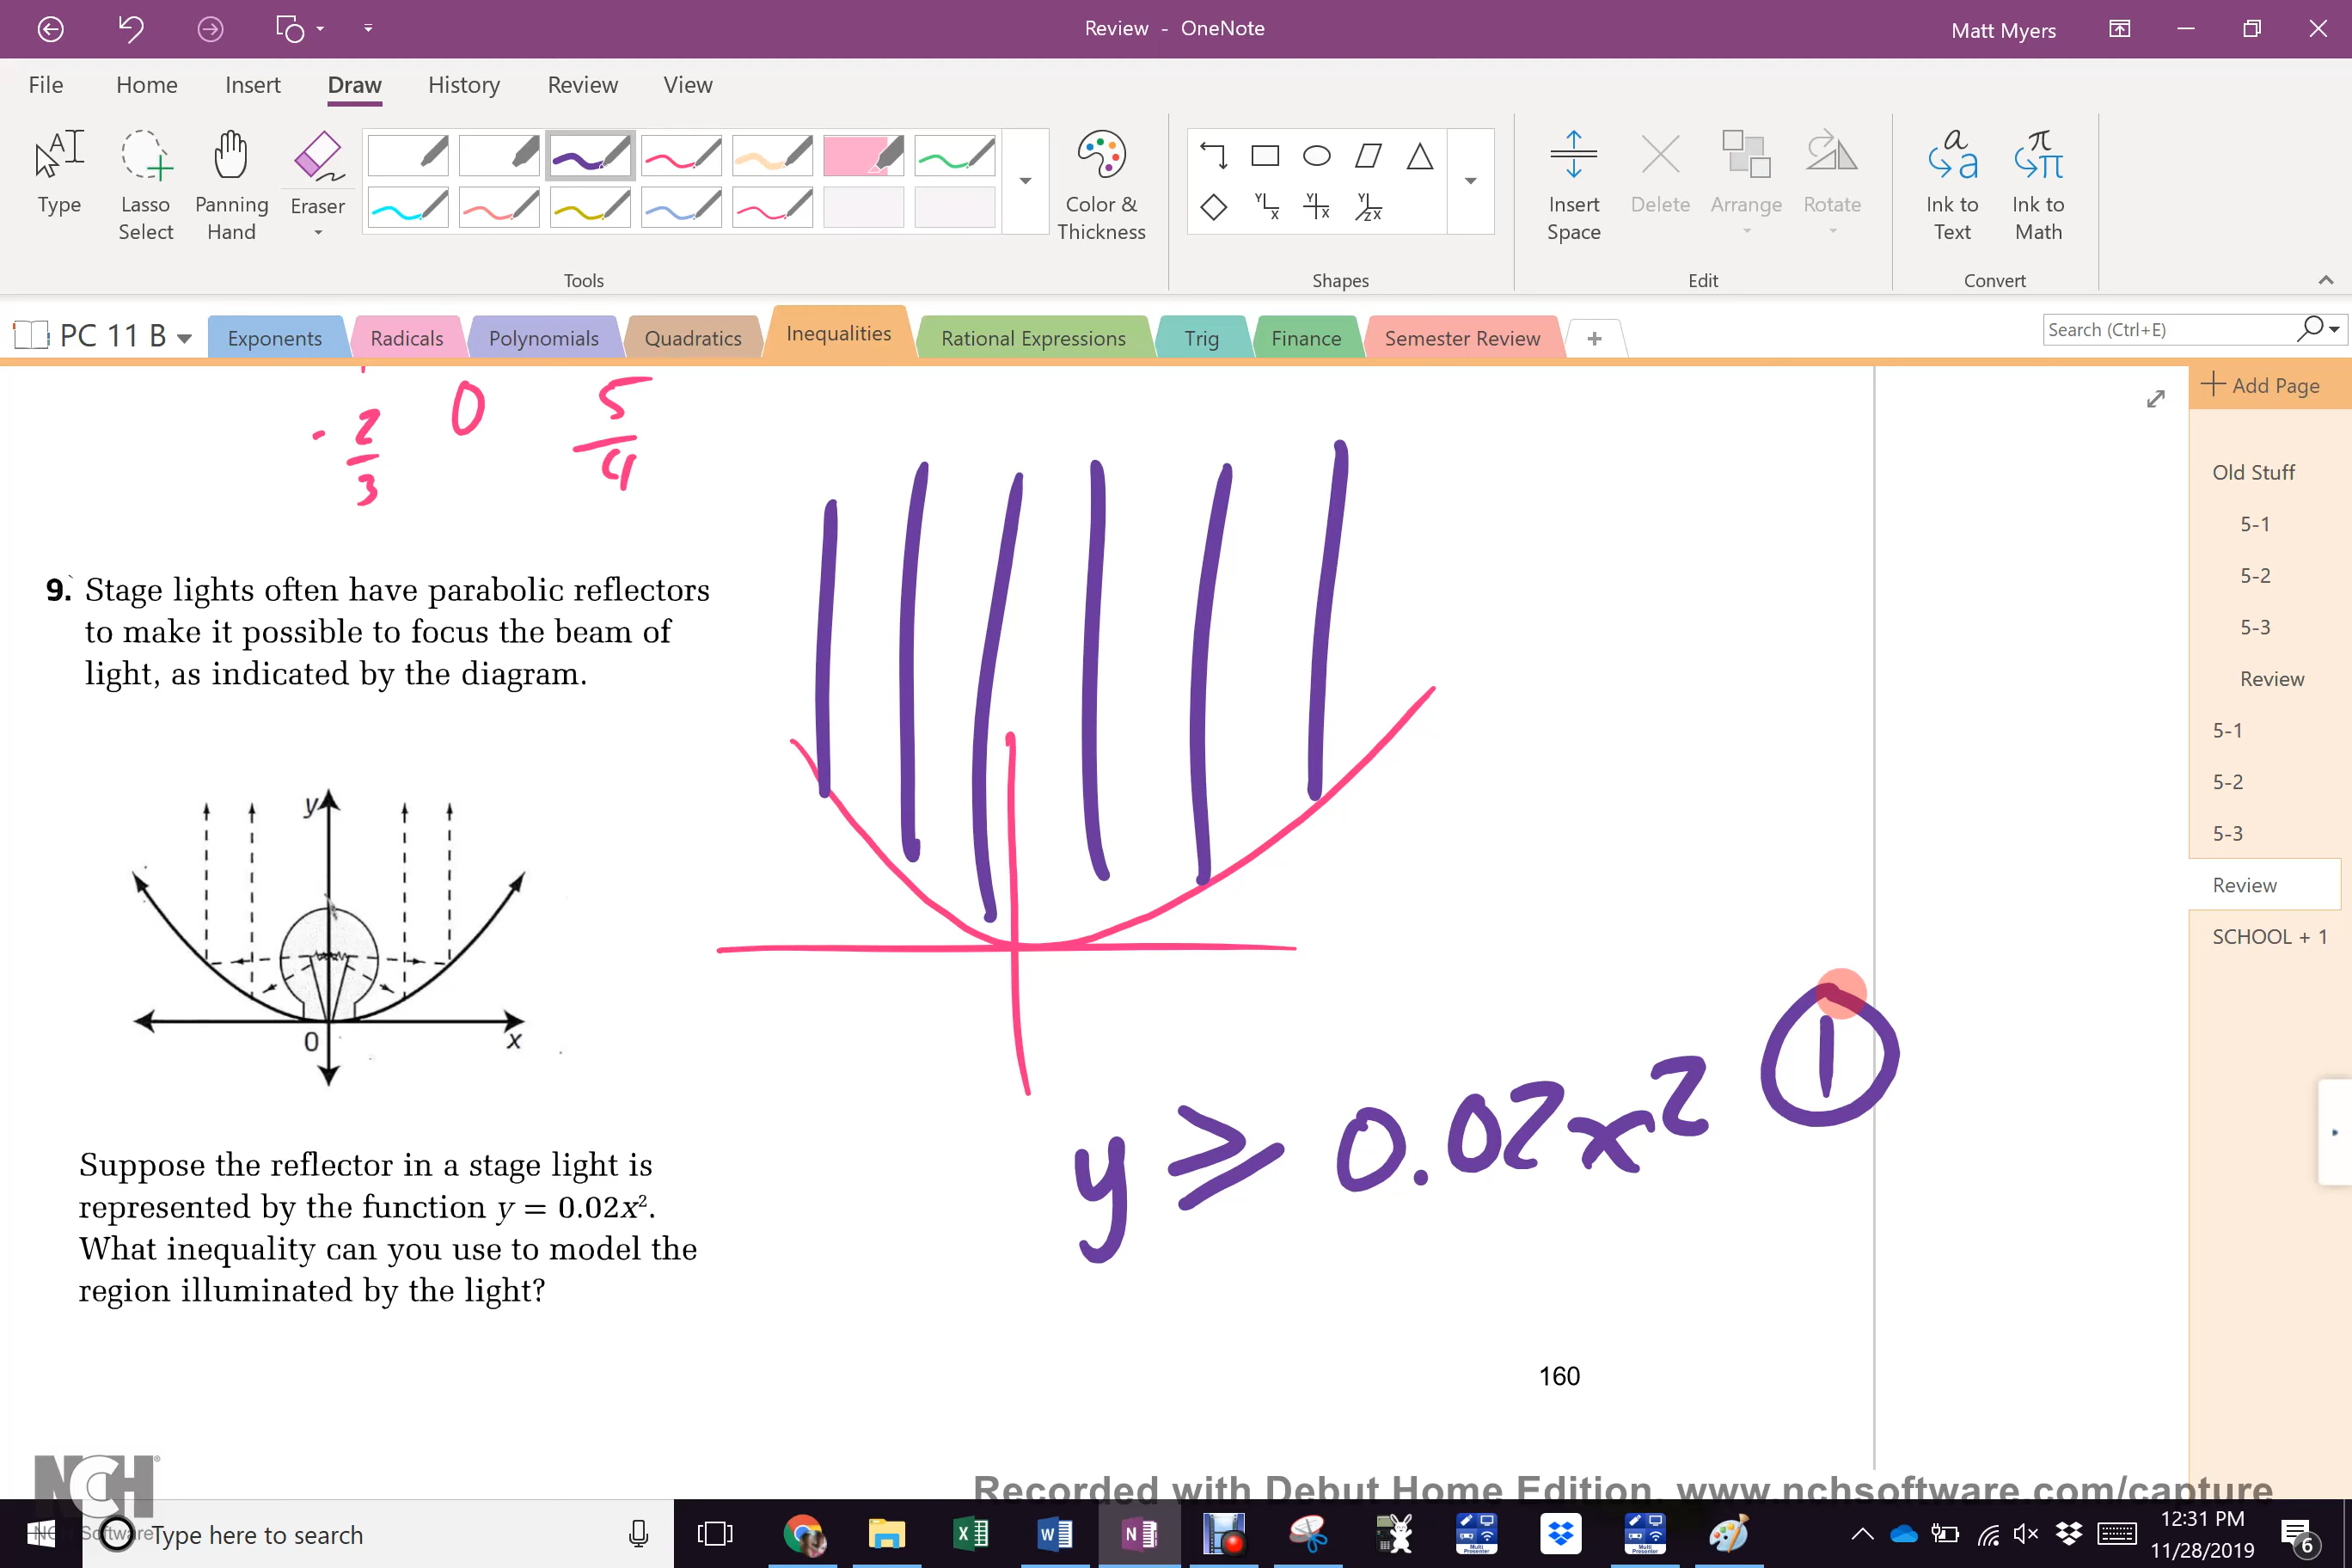 Review - OneNote
Matt Myers
File Home Insert Draw History Review View
Type
Lasso Select
Panning Hand
Eraser
Color & Thickness
Insert Space
Delete
Arrange
Rotate
Ink to Text
Ink to Math
Tools
Shapes
Edit
Convert
PC 11 B
Exponents Radicals Polynomials Quadratics Inequalities Rational Expressions Trig Finance Semester Review +
Search (Ctrl+E)
Add Page
Old Stuff
5-1
5-2
5-3
Review
5-1
5-2
5-3
Review
SCHOOL + 1
- 2/3 0 5/4
9. Stage lights often have parabolic reflectors
to make it possible to focus the beam of
light, as indicated by the diagram.
y
0
x
y ≥ 0.02x² ①
Suppose the reflector in a stage light is
represented by the function y = 0.02x².
What inequality can you use to model the
region illuminated by the light?
160
NCH®
NCH Software
Recorded with Debut Home Edition. www.nchsoftware.com/capture
Type here to search
12:31 PM
11/28/2019
6